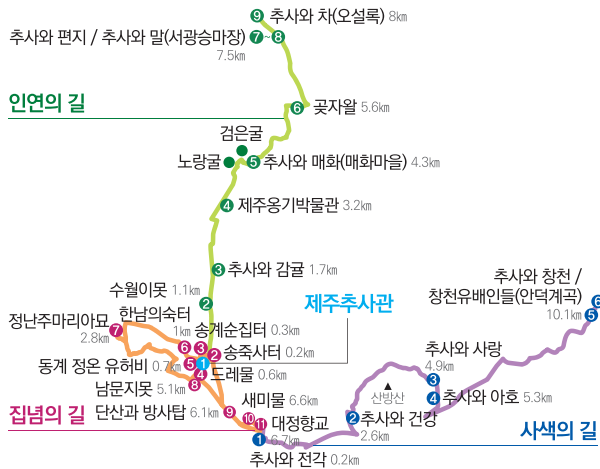 9 추사와 차(오설록) 8㎞
추사와 편지 / 추사와 말(서광승마장) 7~8
7.5㎞
인연의 길
6 곶자왈 5.6㎞
검은굴
노랑굴 5 추사와 매화(매화마을) 4.3㎞
4 제주옹기박물관 3.2㎞
3 추사와 감귤 1.7㎞
수월이못 1.1㎞ 2
추사와 창천 /
창천유배인들(안덕계곡) 6
10.1㎞ 5
제주추사관
한남의숙터
1㎞
정난주마리아묘 7
2.8㎞
송계순집터 0.3㎞
6 3
2 송죽사터 0.2㎞
동계 정온 유허비 0.7㎞ 5 1
4 드레물 0.6㎞
남문지못 5.1㎞ 8
단산과 방사탑 6.1㎞ 9
새미물 6.6㎞
10
집념의 길
11 대정향교
6.7㎞
1
추사와 전각 0.2㎞
추사와 사랑
4.9㎞
3
산방산
4 추사와 아호 5.3㎞
2 추사와 건강
2.6㎞
사색의 길